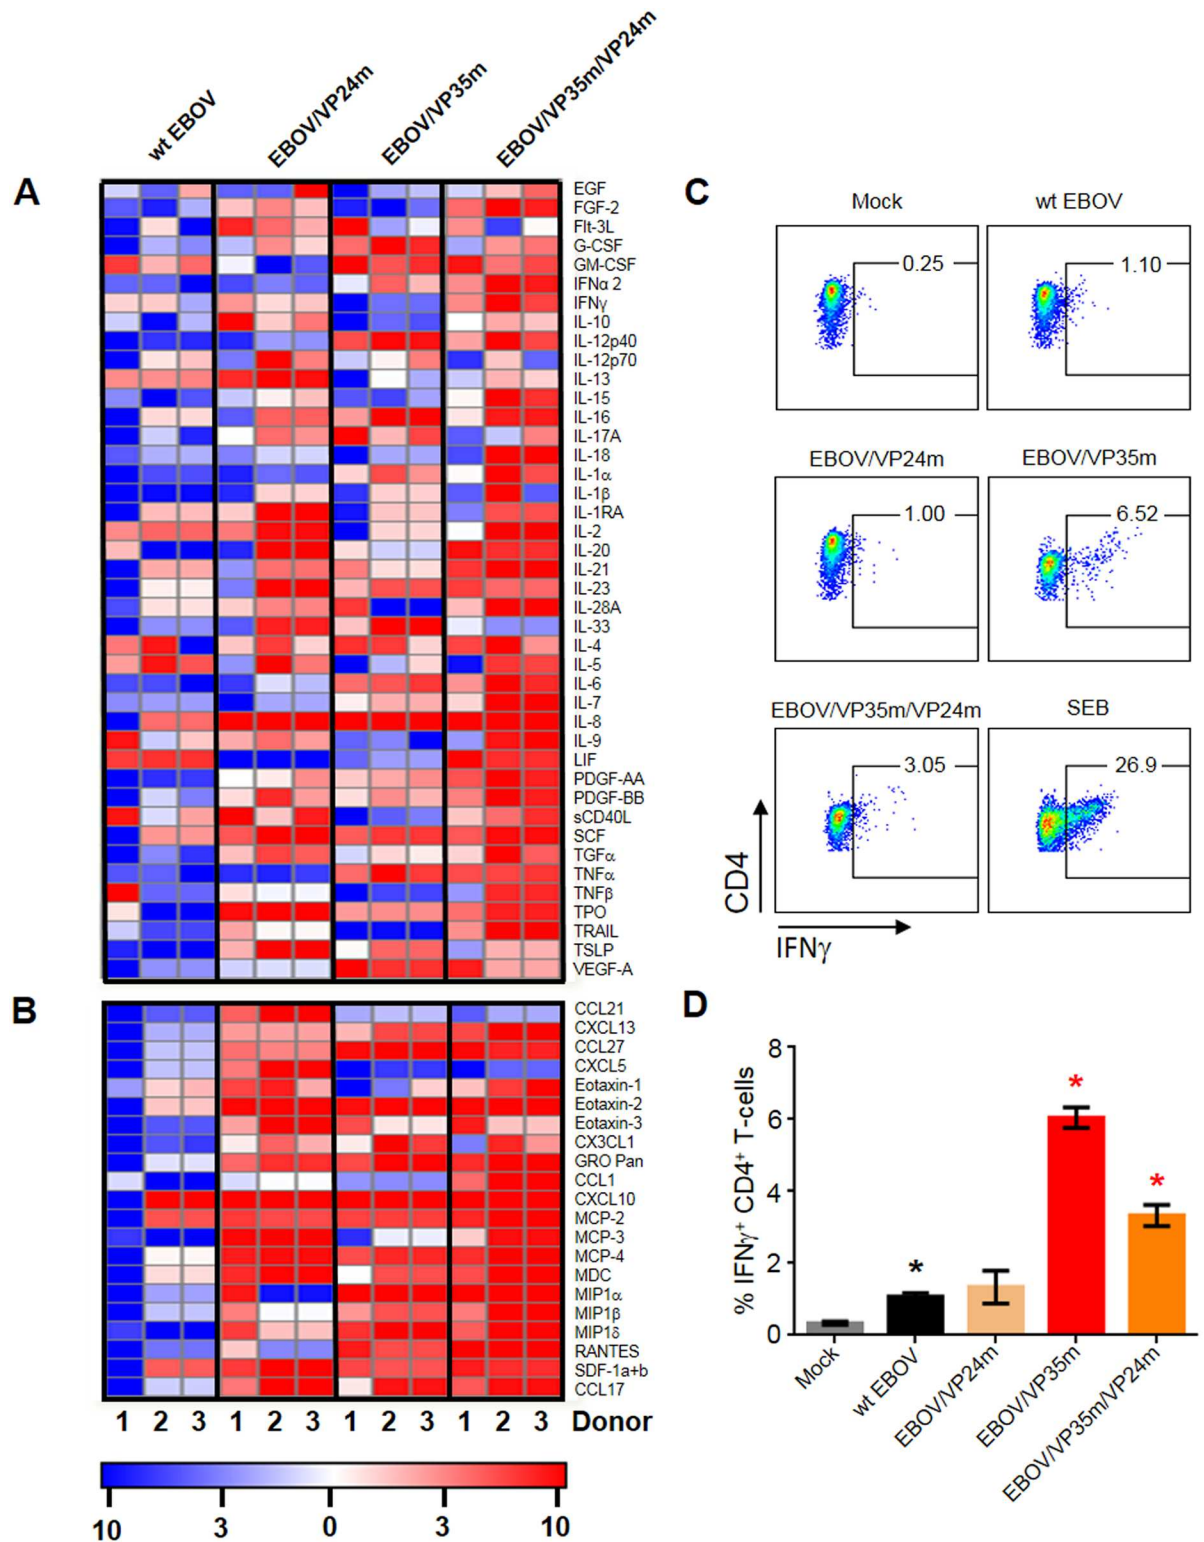 wt EBOV
EBOV/VP24m
EBOV/VP35m
EBOV/VP35m/VP24m
A
EGF
FGF-2
Flt-3L
G-CSF
GM-CSF
IFNα 2
IFNγ
IL-10
IL-12p40
IL-12p70
IL-13
IL-15
IL-16
IL-17A
IL-18
IL-1α
IL-1β
IL-1RA
IL-2
IL-20
IL-21
IL-23
IL-28A
IL-33
IL-4
IL-5
IL-6
IL-7
IL-8
IL-9
LIF
PDGF-AA
PDGF-BB
sCD40L
SCF
TGFα
TNFα
TNFβ
TPO
TRAIL
TSLP
VEGF-A
B
CCL21
CXCL13
CCL27
CXCL5
Eotaxin-1
Eotaxin-2
Eotaxin-3
CX3CL1
GRO Pan
CCL1
CXCL10
MCP-2
MCP-3
MCP-4
MDC
MIP1α
MIP1β
MIP1δ
RANTES
SDF-1a+b
CCL17
1 2 3 1 2 3 1 2 3 1 2 3 Donor
10 3 0 3 10
C
Mock
0.25
wt EBOV
1.10
EBOV/VP24m
1.00
EBOV/VP35m
6.52
EBOV/VP35m/VP24m
3.05
SEB
26.9
CD4
IFNγ
D
% IFNγ⁺ CD4⁺ T-cells
8
6
4
2
0
*
*
*
Mock
wt EBOV
EBOV/VP24m
EBOV/VP35m
EBOV/VP35m/VP24m